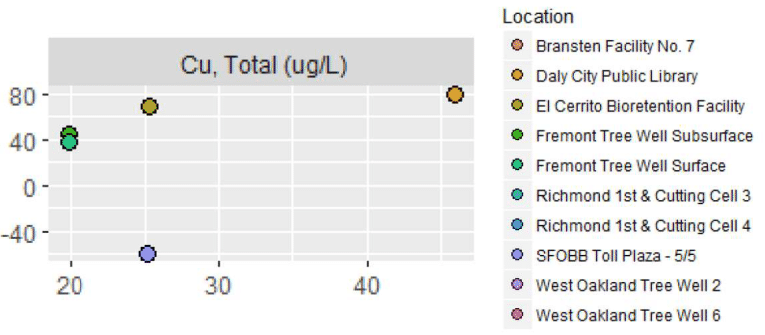 Location
Cu, Total (ug/L)
80
40
0
-40
20 30 40
Bransten Facility No. 7
Daly City Public Library
El Cerrito Bioretention Facility
Fremont Tree Well Subsurface
Fremont Tree Well Surface
Richmond 1st & Cutting Cell 3
Richmond 1st & Cutting Cell 4
SFOBB Toll Plaza - 5/5
West Oakland Tree Well 2
West Oakland Tree Well 6